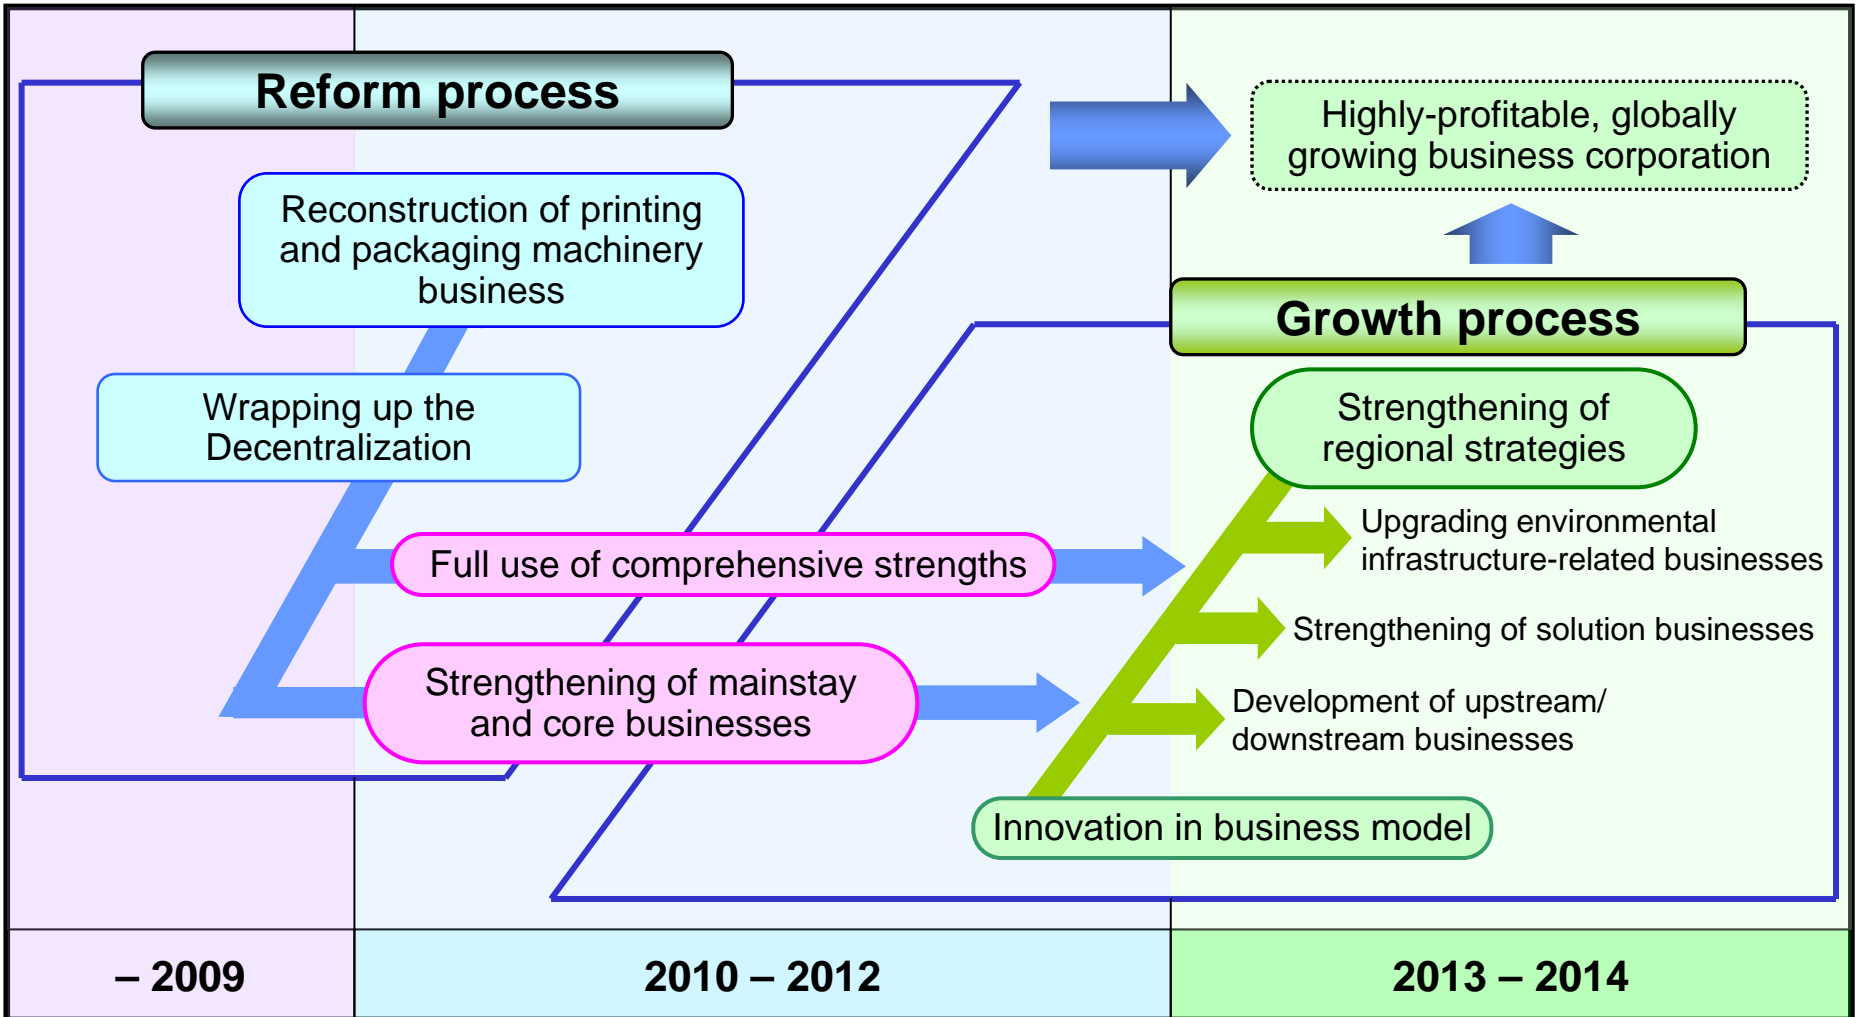 Reform process
Reconstruction of printing
and packaging machinery
business
Wrapping up the
Decentralization
Full use of comprehensive strengths
Strengthening of mainstay
and core businesses
Highly-profitable, globally
growing business corporation
Growth process
Strengthening of
regional strategies
Upgrading environmental
infrastructure-related businesses
Strengthening of solution businesses
Development of upstream/
downstream businesses
Innovation in business model
– 2009
2010 – 2012
2013 – 2014